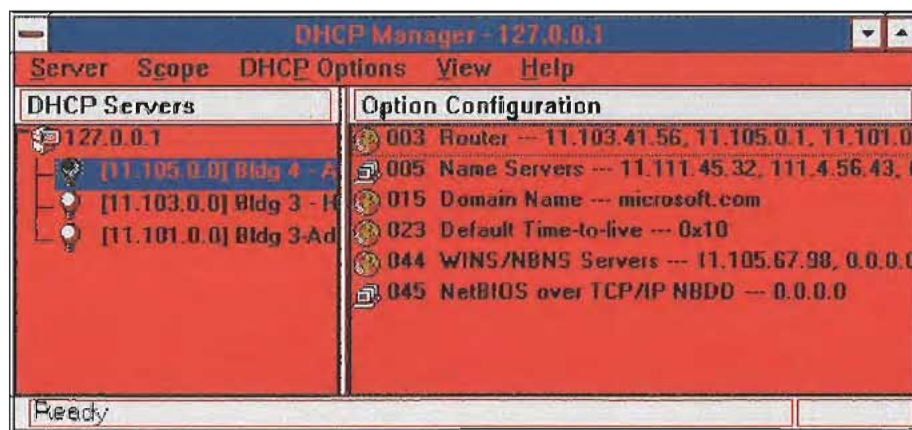 DHCP Manager - 127.0.0.1
Server Scope DHCP Options View Help
DHCP Servers
Option Configuration
127.0.0.1
[11.105.0.0] Bldg 4 - A
[11.103.0.0] Bldg 3 - H
[11.101.0.0] Bldg 3-Ad
003 Router --- 11.103.41.56, 11.105.0.1, 11.101.0
005 Name Servers --- 11.111.45.32, 111.4.56.43,
015 Domain Name --- microsoft.com
023 Default Time-to-live --- 0x10
044 WINS/NBNS Servers --- 11.105.67.98, 0.0.0.0
045 NetBIOS over TCP/IP NBDD --- 0.0.0.0
Ready